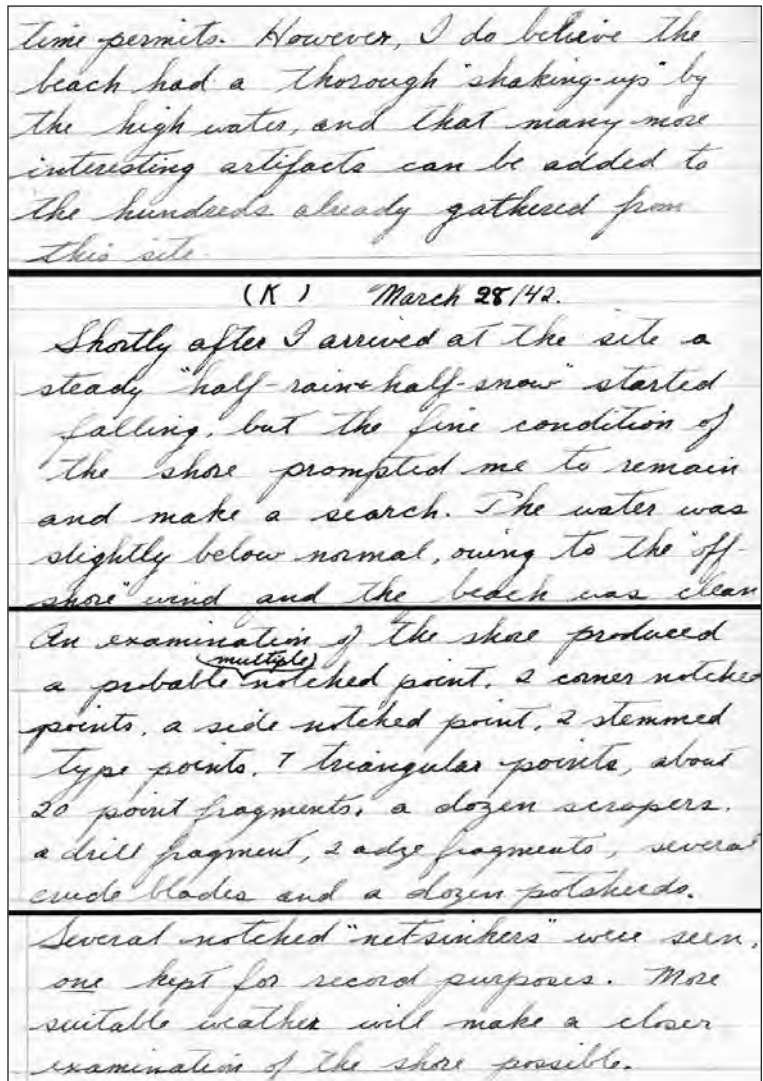 time permits. However, I do believe the
beach had a thorough "shaking-up" by
the high water, and that many more
interesting artifacts can be added to
the hundreds already gathered from
this site.
(K) March 28/42.
Shortly after I arrived at the site a
steady "half-rain & half-snow" started
falling, but the fine condition of
the shore prompted me to remain
and make a search. The water was
slightly below normal, owing to the "off-
shore" wind and the beach was clean
An examination of the shore produced
(multiple)
a probable notched point, 2 corner notched
points, a side notched point, 2 stemmed
type points, 7 triangular points, about
20 point fragments, a dozen scrapers,
a drill fragment, 2 adze fragments, several
crude blades and a dozen potsherds.
Several notched "net-sinkers" were seen,
one kept for record purposes. More
suitable weather will make a closer
examination of the shore possible.